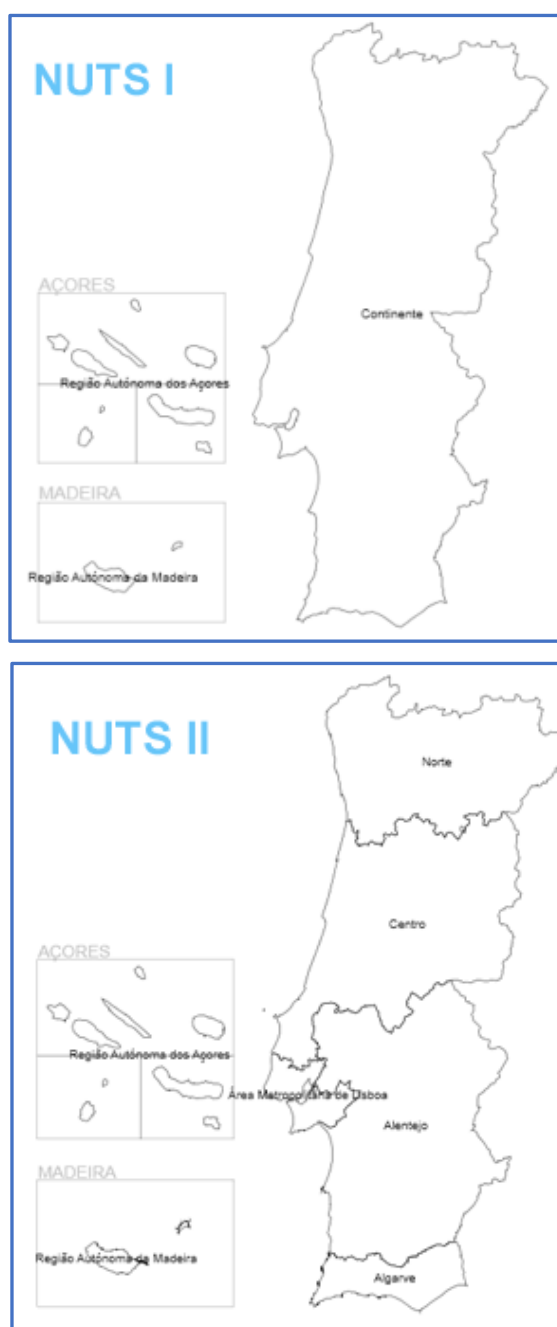 NUTS I
AÇORES
Continente
Região Autónoma dos Açores
MADEIRA
Região Autónoma da Madeira
NUTS II
Norte
Centro
AÇORES
Região Autónoma dos Açores
Área Metropolitana de Lisboa
Alentejo
MADEIRA
Região Autónoma da Madeira
Algarve